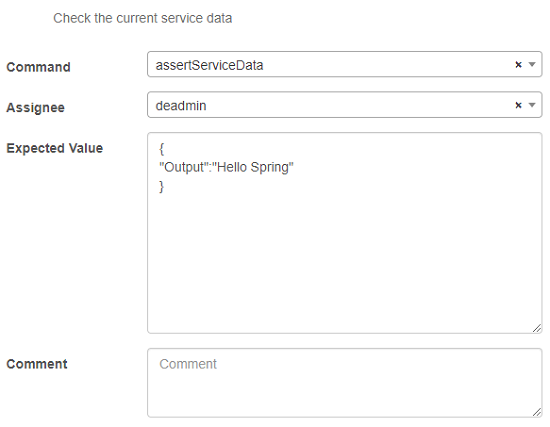 Check the current service data
Command
assertServiceData
Assignee
deadmin
Expected Value
{
"Output":"Hello Spring"
}
Comment
Comment